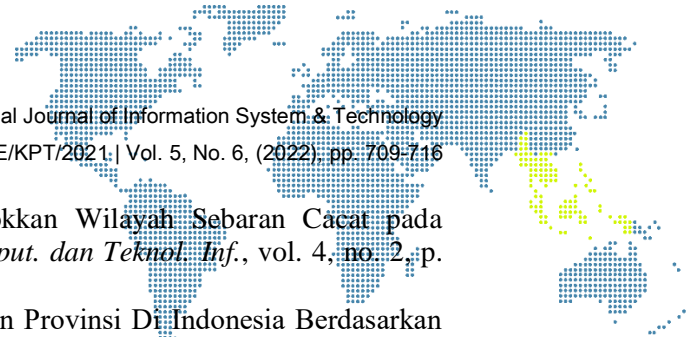 al Journal of Information System & Technology
E/KPT/2021 | Vol. 5, No. 6, (2022), pp. 709-716
okkan Wilayah Sebaran Cacat pada
put. dan Teknol. Inf., vol. 4, no. 2, p.
n Provinsi Di Indonesia Berdasarkan